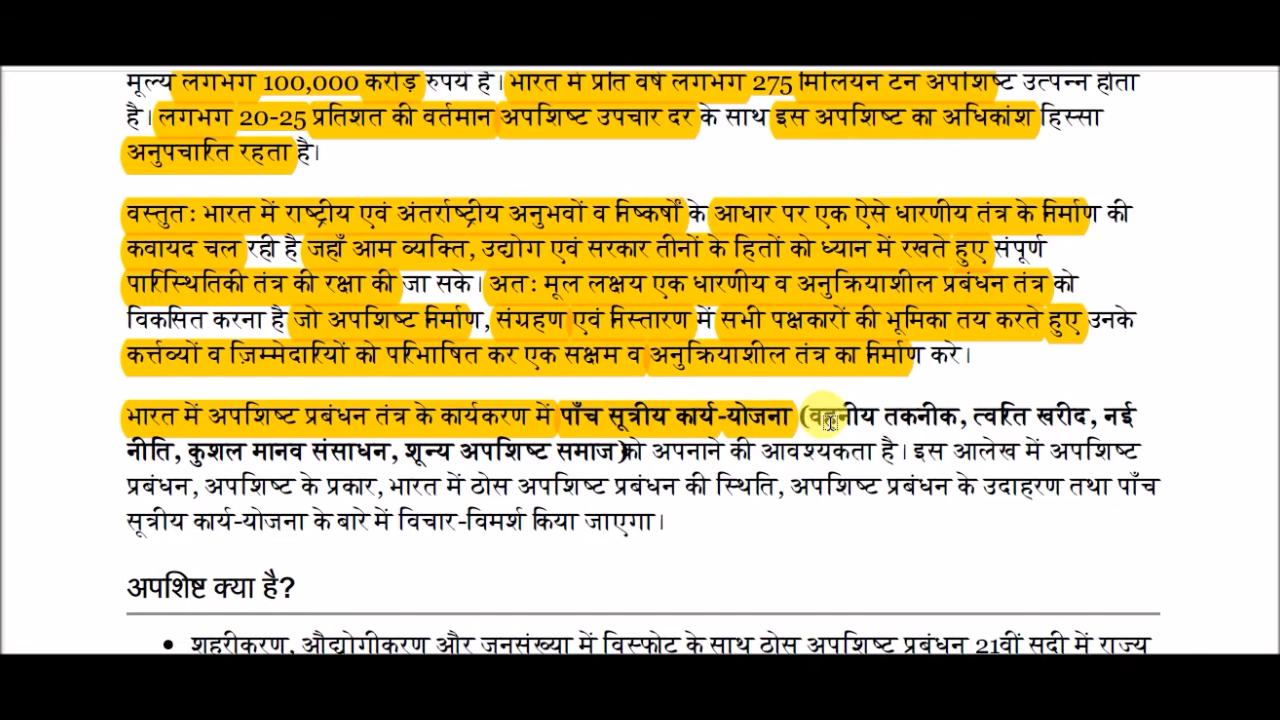 मूल्य लगभग 100,000 करोड़ रुपये है। भारत में प्रति वर्ष लगभग 275 मिलियन टन अपशिष्ट उत्पन्न होता
है। लगभग 20-25 प्रतिशत की वर्तमान अपशिष्ट उपचार दर के साथ इस अपशिष्ट का अधिकांश हिस्सा
अनुपचारित रहता है।
वस्तुत: भारत में राष्ट्रीय एवं अंतर्राष्ट्रीय अनुभवों व निष्कर्षों के आधार पर एक ऐसे धारणीय तंत्र के निर्माण की
कवायद चल रही है जहाँ आम व्यक्ति, उद्योग एवं सरकार तीनों के हितों को ध्यान में रखते हुए संपूर्ण
पारिस्थितिकी तंत्र की रक्षा की जा सके। अत: मूल लक्षय एक धारणीय व अनुक्रियाशील प्रबंधन तंत्र को
विकसित करना है जो अपशिष्ट निर्माण, संग्रहण एवं निस्तारण में सभी पक्षकारों की भूमिका तय करते हुए उनके
कर्त्तव्यों व ज़िम्मेदारियों को परिभाषित कर एक सक्षम व अनुक्रियाशील तंत्र का निर्माण करे।
भारत में अपशिष्ट प्रबंधन तंत्र के कार्यकरण में पाँच सूत्रीय कार्य-योजना (वहनीय तकनीक, त्वरित खरीद, नई
नीति, कुशल मानव संसाधन, शून्य अपशिष्ट समाज) को अपनाने की आवश्यकता है। इस आलेख में अपशिष्ट
प्रबंधन, अपशिष्ट के प्रकार, भारत में ठोस अपशिष्ट प्रबंधन की स्थिति, अपशिष्ट प्रबंधन के उदाहरण तथा पाँच
सूत्रीय कार्य-योजना के बारे में विचार-विमर्श किया जाएगा।
अपशिष्ट क्या है?
• शहरीकरण, औद्योगीकरण और जनसंख्या में विस्फोट के साथ ठोस अपशिष्ट प्रबंधन 21वीं सदी में राज्य